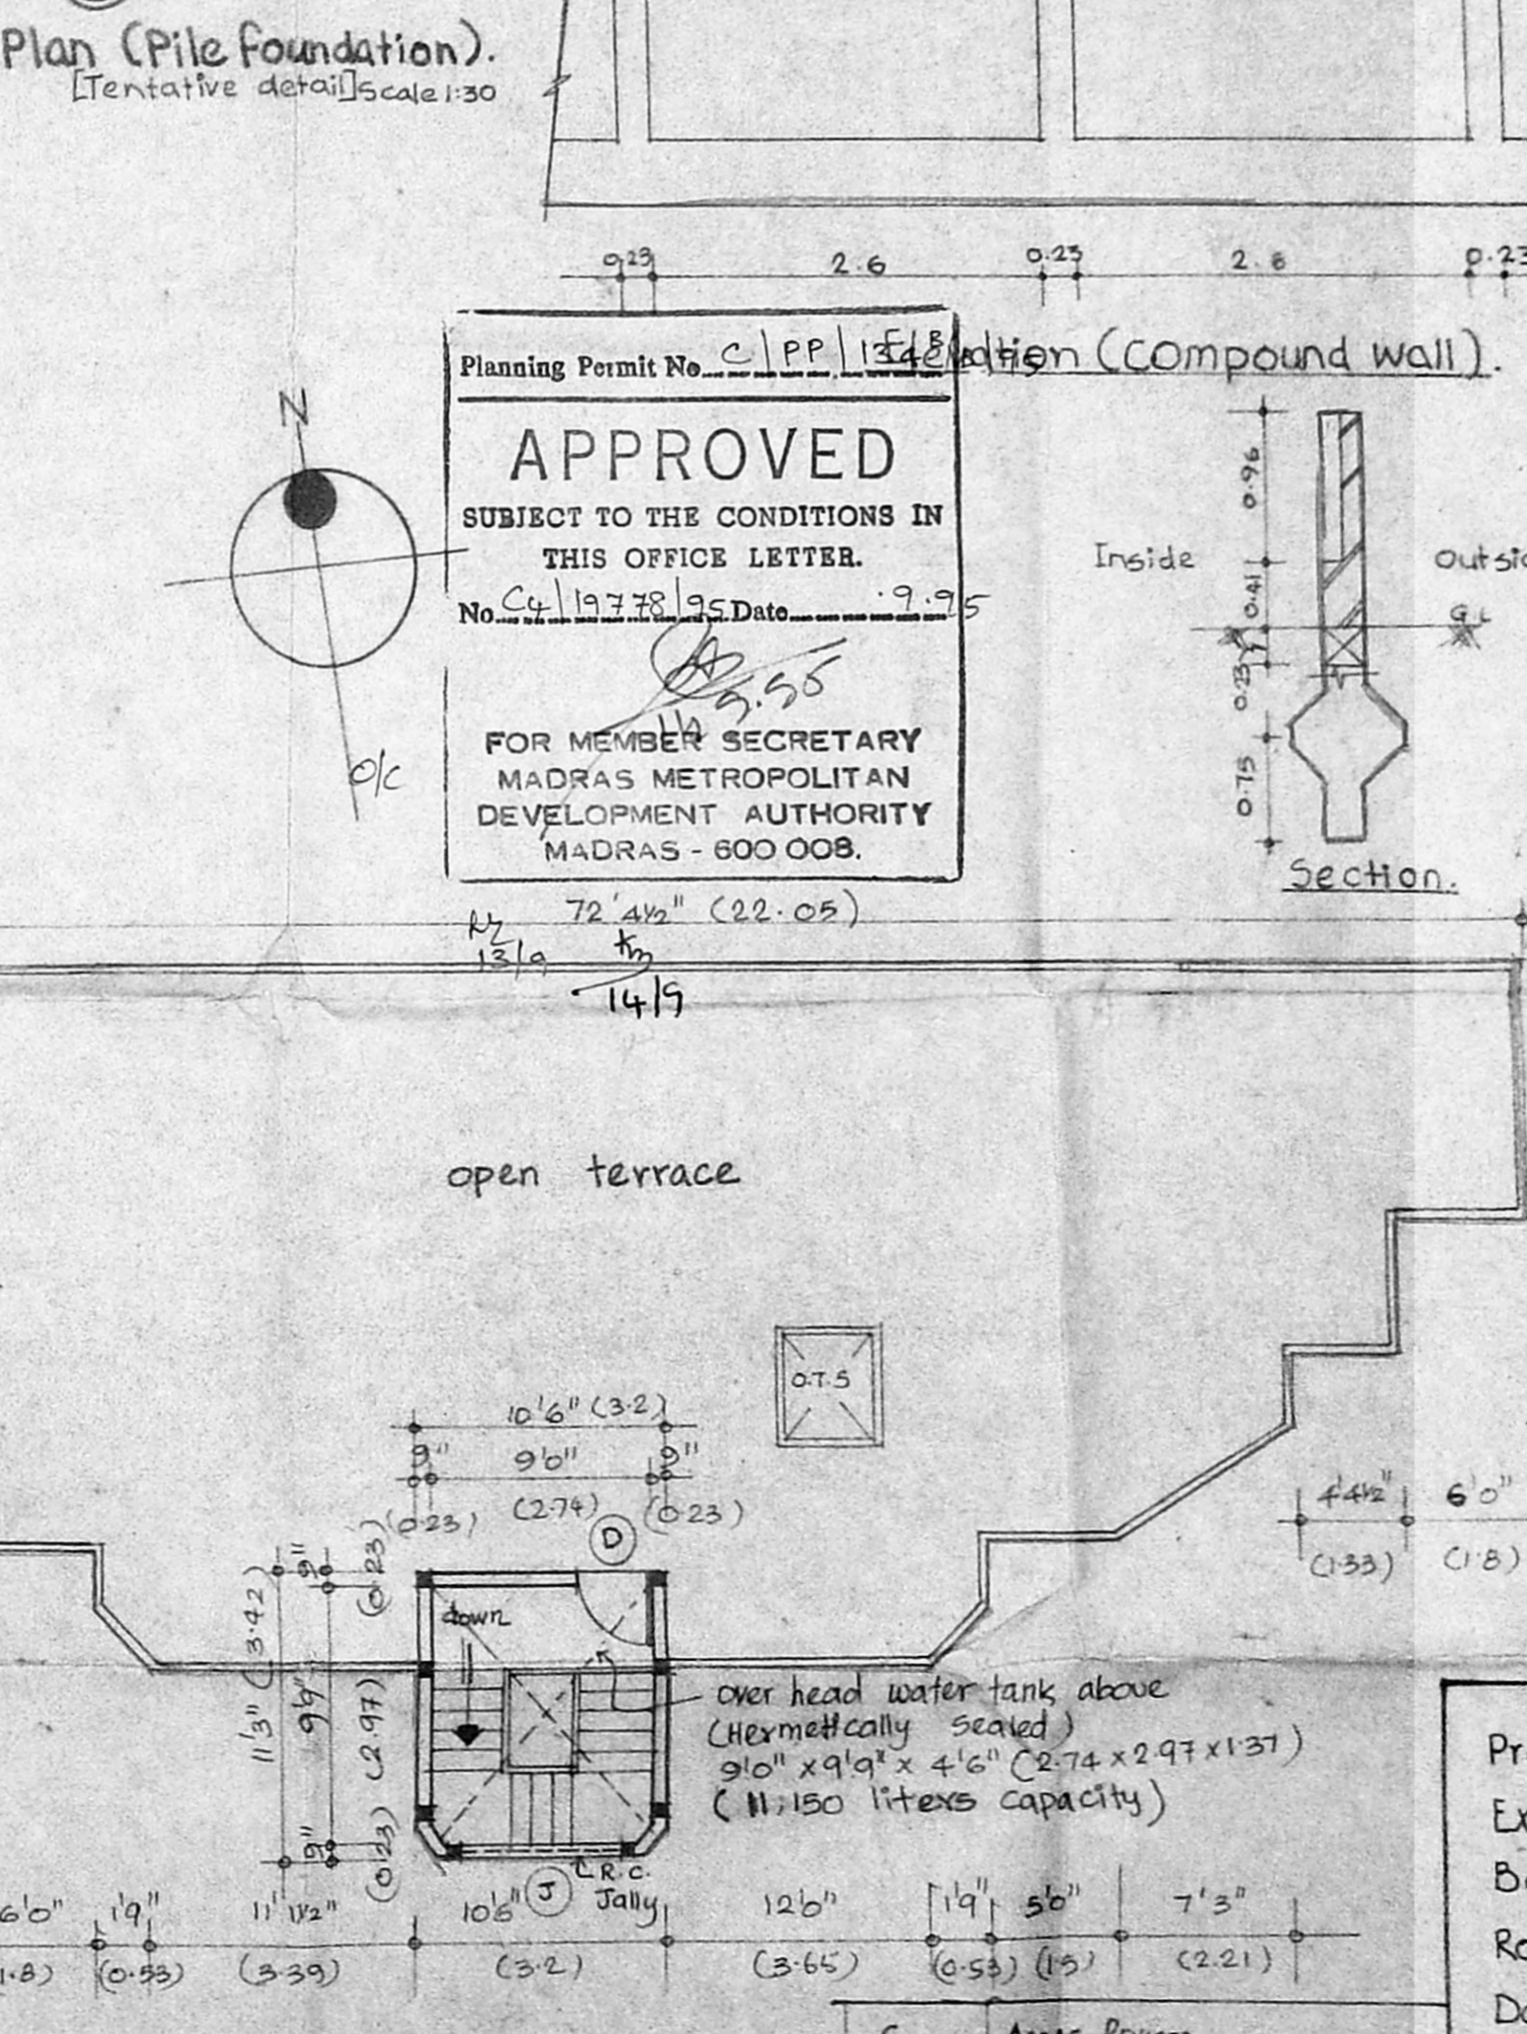 Plan (Pile foundation).
[Tentative detail] Scale 1:30
0.23 2.6 0.23 2.6 0.23
Elevation (compound wall).
Planning Permit No. C/PP/134
APPROVED
SUBJECT TO THE CONDITIONS IN
THIS OFFICE LETTER.
No. C4/19778/95 Date .9.95
9.95
FOR MEMBER SECRETARY
MADRAS METROPOLITAN
DEVELOPMENT AUTHORITY
MADRAS - 600 008.
N
O/C
0.96
Inside
0.41
GL
0.23
0.75
Section.
72'4½" (22.05)
13/9
14/9
open terrace
O.T.S
10'6" (3.2)
9" 9'0" 9"
(0.23) (2.74) (0.23)
D
4'4½" 6'0"
(1.33) (1.8)
9" (0.23)
11'3" (3.42)
9'9" (2.97)
9" (0.23)
down
over head water tank above
(Hermetically sealed)
9'0" x 9'9" x 4'6" (2.74 x 2.97 x 1.37)
(11,150 liters capacity)
R.C.
J Jally
6'0" 1'9" 11'1½" 10'6" 12'0" 1'9" 5'0" 7'3"
(0.53) (3.39) (3.2) (3.65) (0.53) (1.5) (2.21)